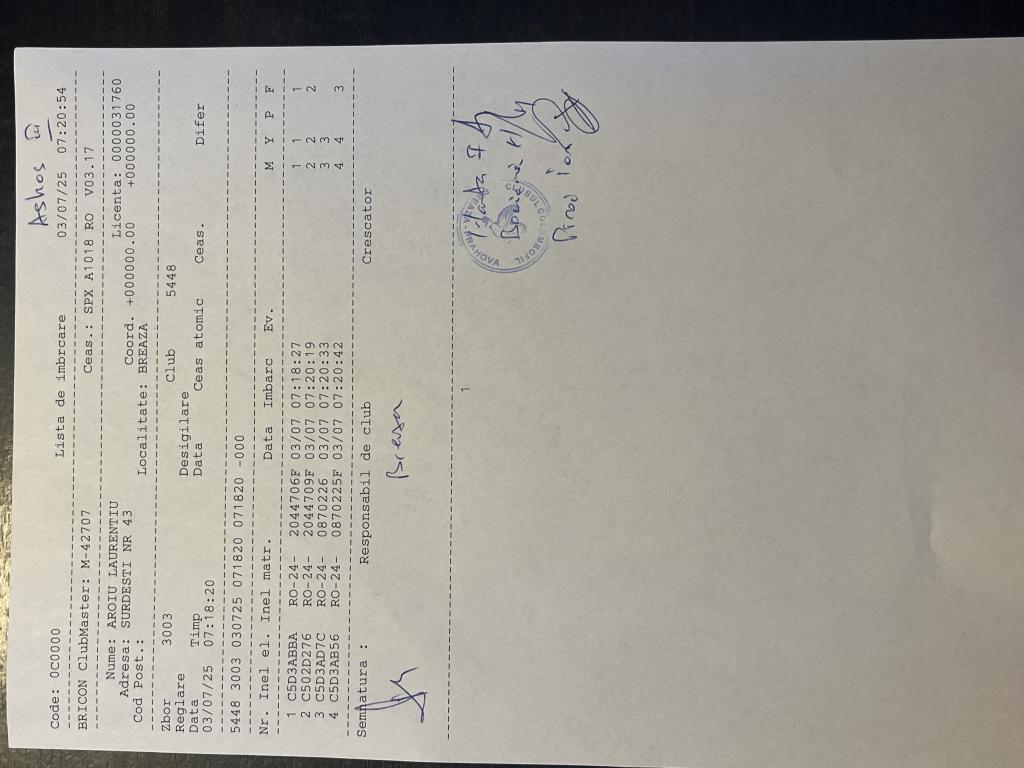 Code: 0C0000 Lista de imbrcare 03/07/25 07:20:54
BRICON ClubMaster: M-42707 Ceas.: SPX A1018 RO V03.17
Nume: AROIU LAURENTIU Licenta: 0000031760
Adresa: SURDESTI NR 43 Coord. +000000.00 +000000.00
Cod Post.: Localitate: BREAZA
Zbor 3003 Club 5448
Reglare Desigilare
Data Timp Data Ceas atomic Ceas. Difer
03/07/25 07:18:20
5448 3003 030725 071820 071820 -000
Nr. Inel el. Inel matr. Data Imbarc Ev. M Y P F
1 C5D3ABBA RO-24- 2044706F 03/07 07:18:27 1 1 1
2 C502D276 RO-24- 2044709F 03/07 07:20:19 2 2 2
3 C5D3AD7C RO-24- 0870226 03/07 07:20:33 3 3
4 C5D3AB56 RO-24- 0870225F 03/07 07:20:42 4 4 3
Semnatura : Responsabil de club Crescator
Breaza
1
PRAHOVA